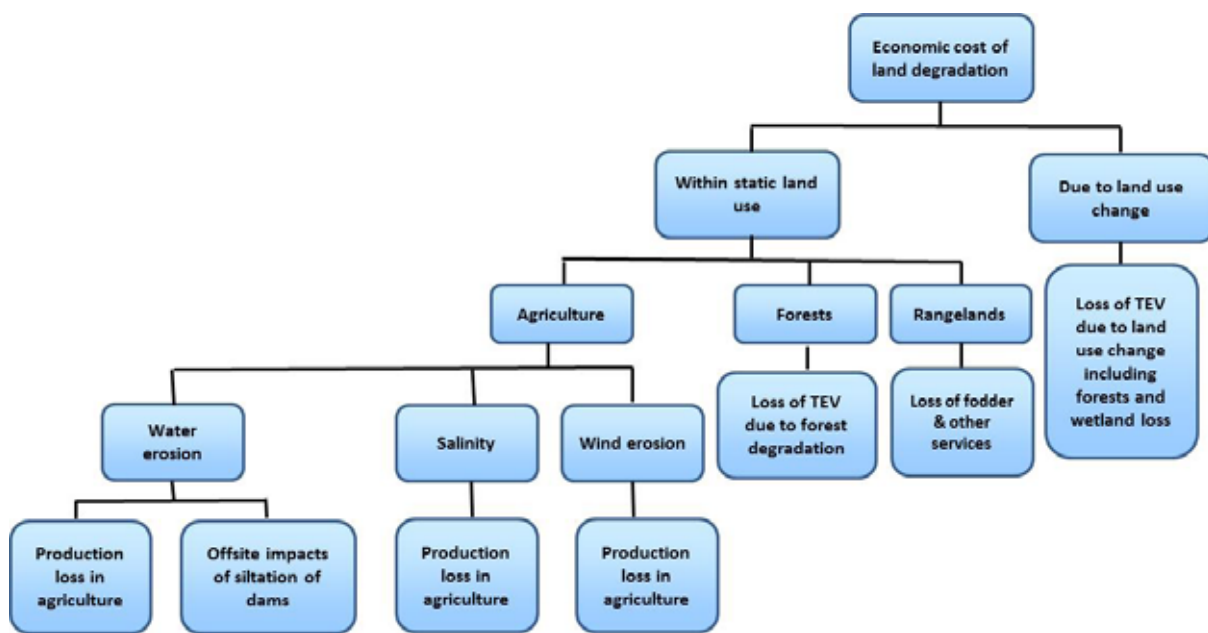 Economic cost of
land degradation
Within static land
use
Due to land use
change
Agriculture
Forests
Rangelands
Loss of TEV
due to land
use change
including
forests and
wetland loss
Water
erosion
Salinity
Wind erosion
Loss of TEV
due to forest
degradation
Loss of fodder
& other
services
Production
loss in
agriculture
Offsite impacts
of siltation of
dams
Production
loss in
agriculture
Production
loss in
agriculture